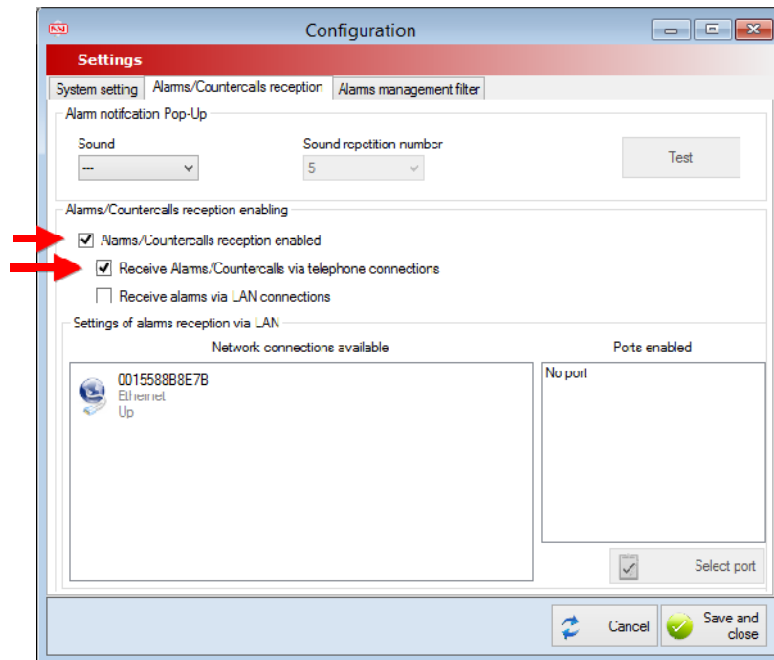 Configuration
Settings
System setting
Alarms/Countercalls reception
Alarms management filter
Alarm notifcation Pop-Up
Sound
Sound repetition number
---
5
Test
Alarms/Countercalls reception enabling
Alarms/Countercalls reception enabled
Receive Alarms/Countercalls via telephone connections
Receive alarms via LAN connections
Settings of alarms reception via LAN
Network connections available
Ports enabled
0015588B8E7B
Ethernet
Up
No port
Select port
Cancel
Save and
close